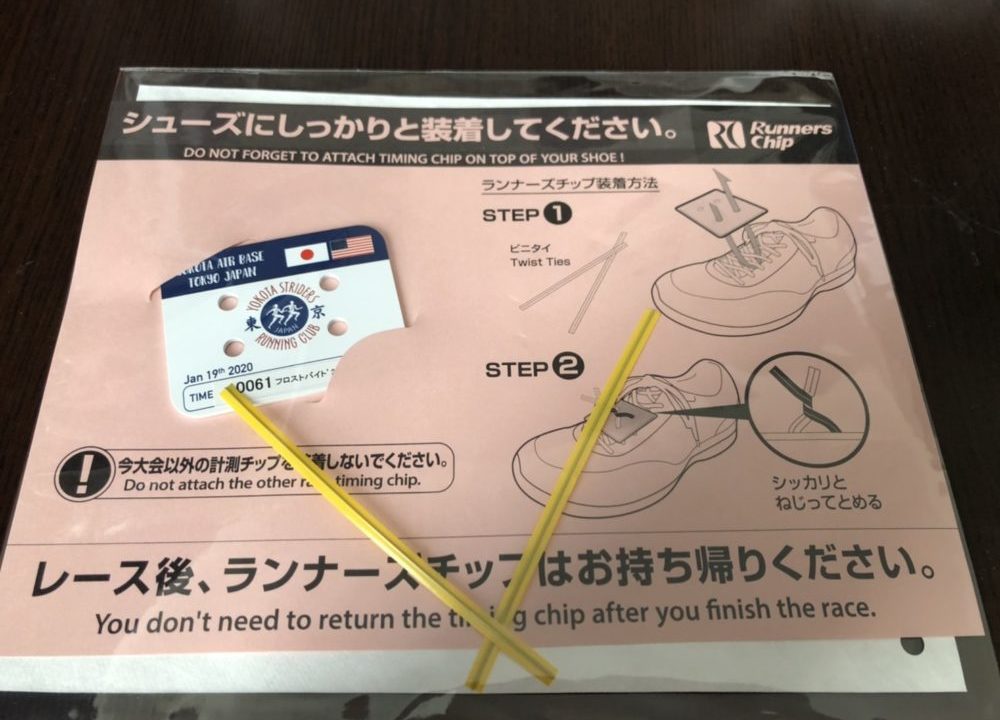 シューズにしっかりと装着してください。
RC Runners Chip
DO NOT FORGET TO ATTACH TIMING CHIP ON TOP OF YOUR SHOE !
ランナーズチップ装着方法
STEP 1
ビニタイ
Twist Ties
AIR BASE
TOKYO JAPAN
YOKOTA STRIDERS
東 京
JAPAN
RUNNING CLUB
Jan 19th 2020
TIME 0061 フロストバイト
STEP 2
シッカリと
ねじってとめる
! 今大会以外の計測チップを 着しないでください。
Do not attach the other timing chip.
レース後、ランナーズチップはお持ち帰りください。
You don't need to return the timing chip after you finish the race.